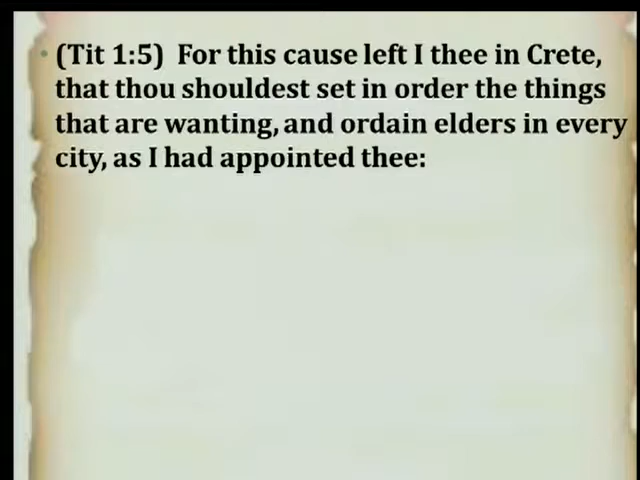 • (Tit 1:5) For this cause left I thee in Crete,
that thou shouldest set in order the things
that are wanting, and ordain elders in every
city, as I had appointed thee: